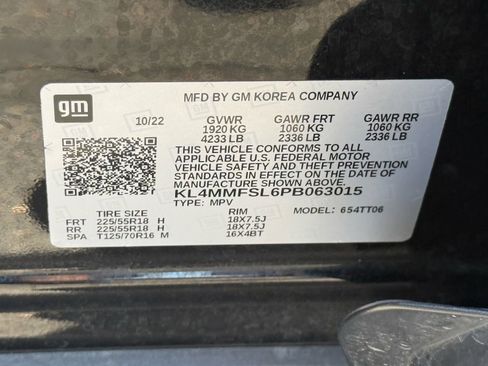 gm
MFD BY GM KOREA COMPANY
10/22 GVWR GAWR FRT GAWR RR
1920 KG 1060 KG 1060 KG
4233 LB 2336 LB 2336 LB
THIS VEHICLE CONFORMS TO ALL
APPLICABLE U.S. FEDERAL MOTOR
VEHICLE SAFETY AND THEFT PREVENTION
STANDARDS IN EFFECT ON THE DATE OF
MANUFACTURE SHOWN ABOVE.
KL4MMFSL6PB063015
TYPE: MPV MODEL: 654TT06
TIRE SIZE RIM
FRT 225/55R18 H 18X7.5J
RR 225/55R18 H 18X7.5J
SPA T125/70R16 M 16X4BT